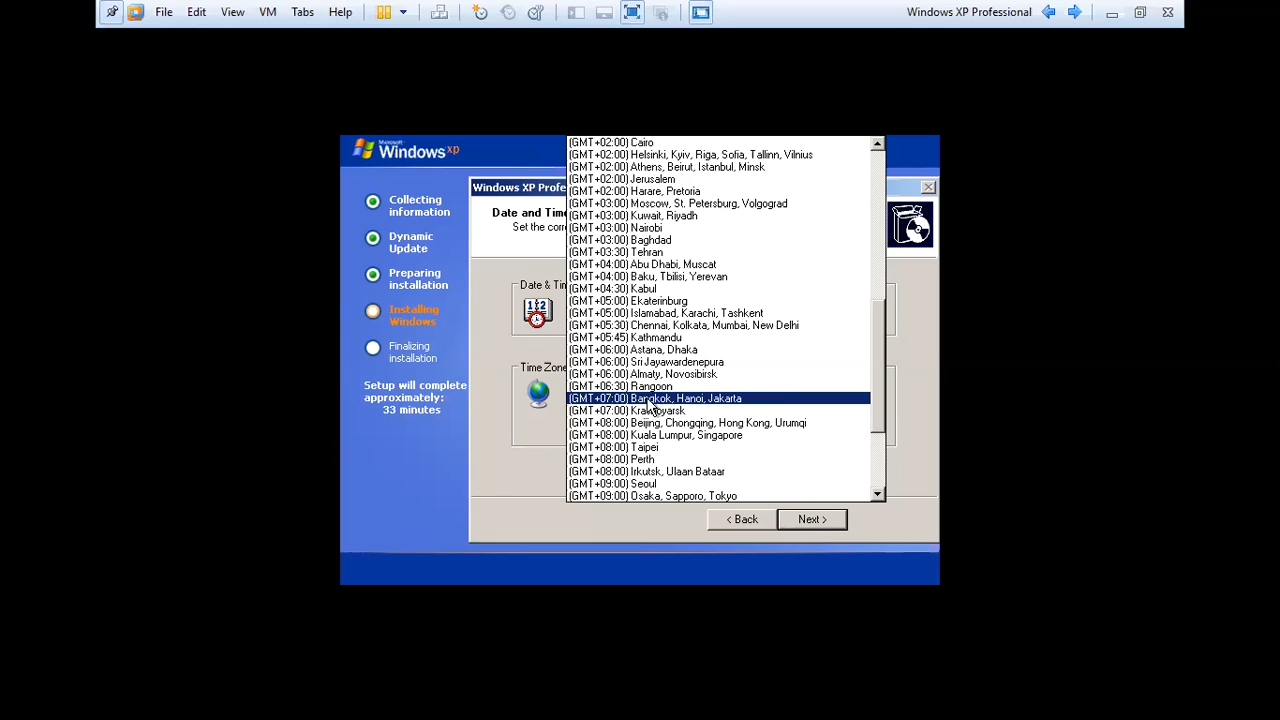 File Edit View VM Tabs Help
Windows XP Professional
Microsoft
Windows xp
Collecting
information
Dynamic
Update
Preparing
installation
Installing
Windows
Finalizing
installation
Setup will complete
approximately:
33 minutes
Windows XP Profe
Date and Time
Set the corre
Date & Ti
Time Zone
(GMT+02:00) Cairo
(GMT+02:00) Helsinki, Kyiv, Riga, Sofia, Tallinn, Vilnius
(GMT+02:00) Athens, Beirut, Istanbul, Minsk
(GMT+02:00) Jerusalem
(GMT+02:00) Harare, Pretoria
(GMT+03:00) Moscow, St. Petersburg, Volgograd
(GMT+03:00) Kuwait, Riyadh
(GMT+03:00) Nairobi
(GMT+03:00) Baghdad
(GMT+03:30) Tehran
(GMT+04:00) Abu Dhabi, Muscat
(GMT+04:00) Baku, Tbilisi, Yerevan
(GMT+04:30) Kabul
(GMT+05:00) Ekaterinburg
(GMT+05:00) Islamabad, Karachi, Tashkent
(GMT+05:30) Chennai, Kolkata, Mumbai, New Delhi
(GMT+05:45) Kathmandu
(GMT+06:00) Astana, Dhaka
(GMT+06:00) Sri Jayawardenepura
(GMT+06:00) Almaty, Novosibirsk
(GMT+06:30) Rangoon
(GMT+07:00) Bangkok, Hanoi, Jakarta
(GMT+07:00) Krasnoyarsk
(GMT+08:00) Beijing, Chongqing, Hong Kong, Urumqi
(GMT+08:00) Kuala Lumpur, Singapore
(GMT+08:00) Taipei
(GMT+08:00) Perth
(GMT+08:00) Irkutsk, Ulaan Bataar
(GMT+09:00) Seoul
(GMT+09:00) Osaka, Sapporo, Tokyo
< Back Next >